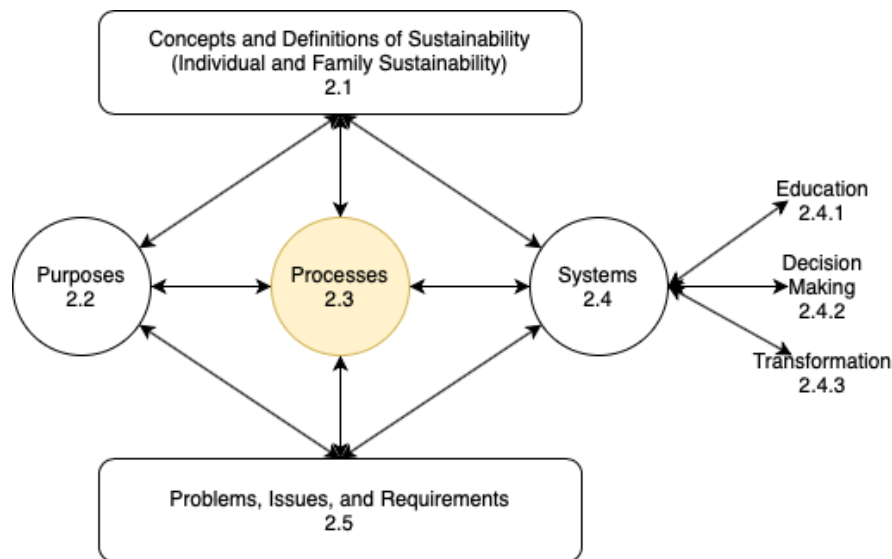 Concepts and Definitions of Sustainability
(Individual and Family Sustainability)
2.1
Purposes
2.2
Processes
2.3
Systems
2.4
Education
2.4.1
Decision
Making
2.4.2
Transformation
2.4.3
Problems, Issues, and Requirements
2.5